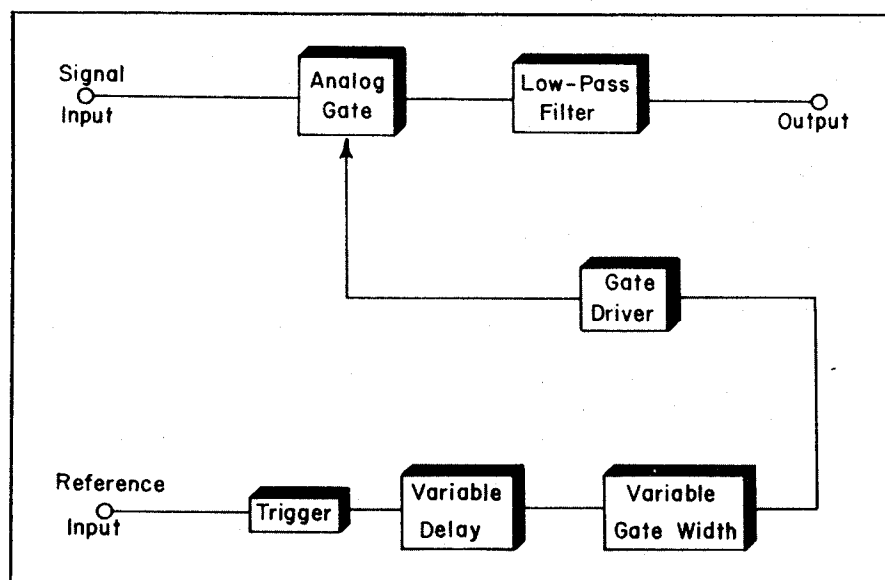 Signal
Input
Analog
Gate
Low-Pass
Filter
Output
Gate
Driver
Reference
Input
Trigger
Variable
Delay
Variable
Gate Width